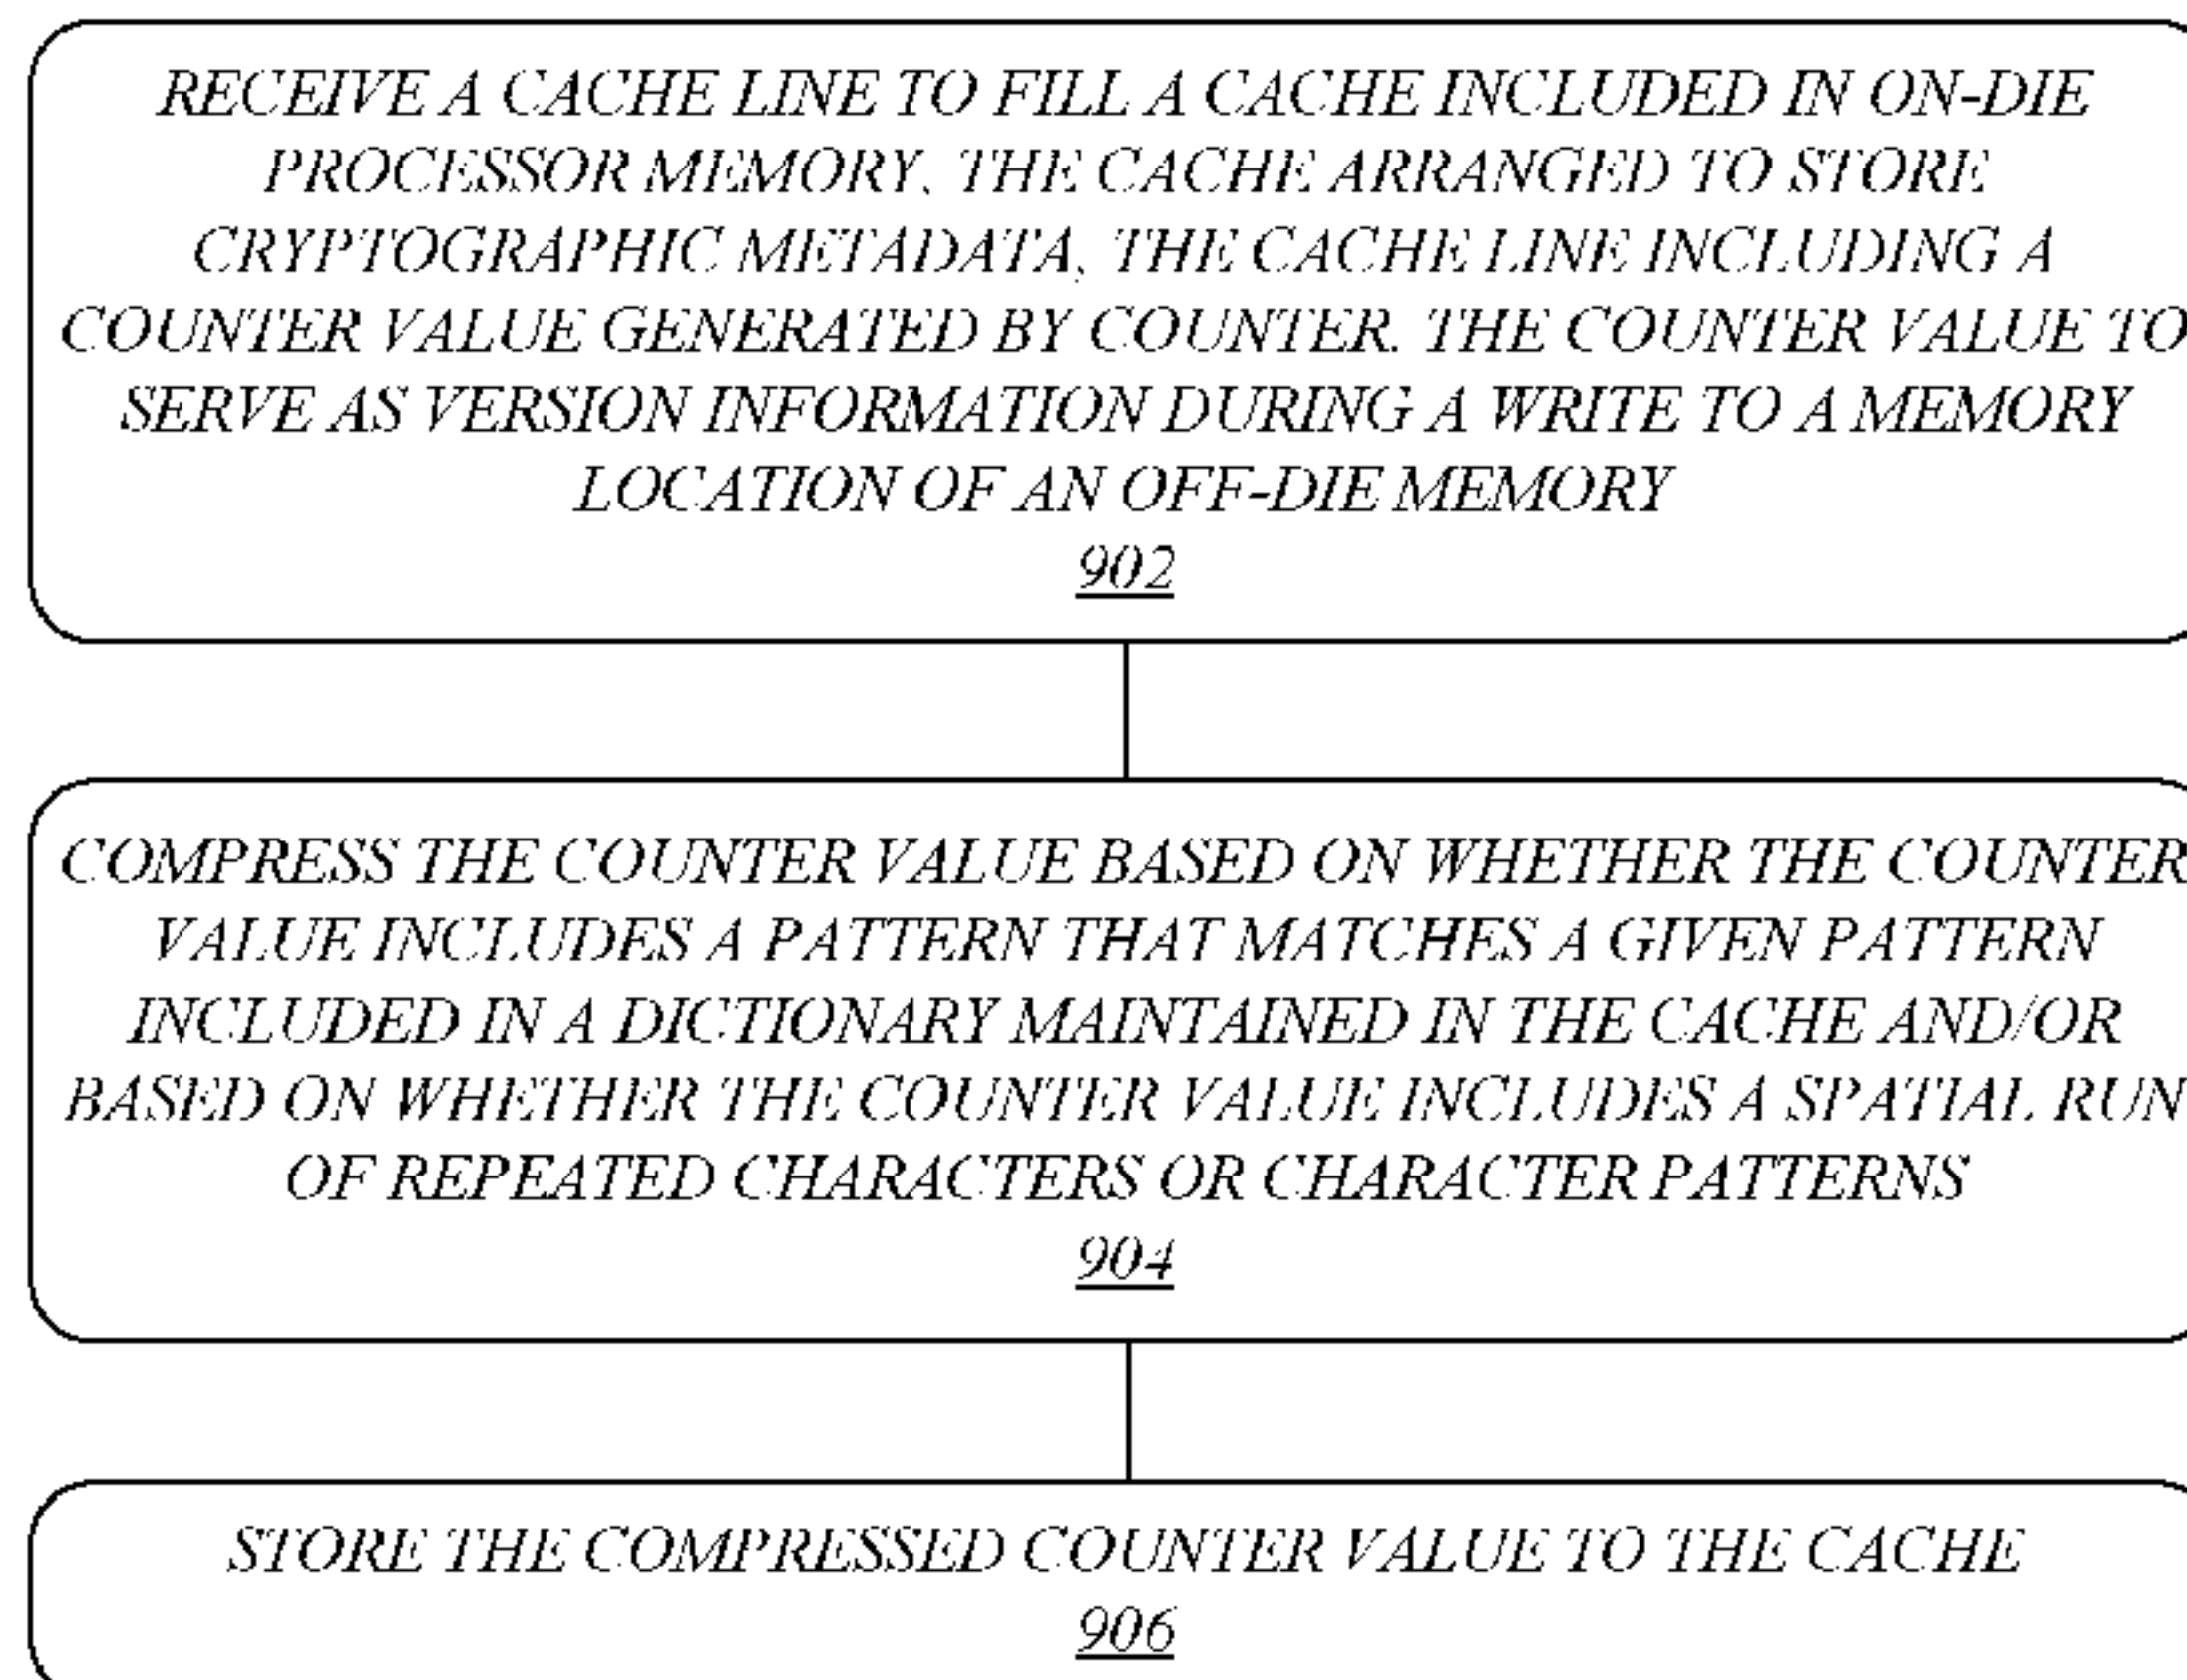 RECEIVE A CACHE LINE TO FILL A CACHE INCLUDED IN ON-DIE
PROCESSOR MEMORY, THE CACHE ARRANGED TO STORE
CRYPTOGRAPHIC METADATA, THE CACHE LINE INCLUDING A
COUNTER VALUE GENERATED BY COUNTER. THE COUNTER VALUE TO
SERVE AS VERSION INFORMATION DURING A WRITE TO A MEMORY
LOCATION OF AN OFF-DIE MEMORY
902
COMPRESS THE COUNTER VALUE BASED ON WHETHER THE COUNTER
VALUE INCLUDES A PATTERN THAT MATCHES A GIVEN PATTERN
INCLUDED IN A DICTIONARY MAINTAINED IN THE CACHE AND/OR
BASED ON WHETHER THE COUNTER VALUE INCLUDES A SPATIAL RUN
OF REPEATED CHARACTERS OR CHARACTER PATTERNS
904
STORE THE COMPRESSED COUNTER VALUE TO THE CACHE
906